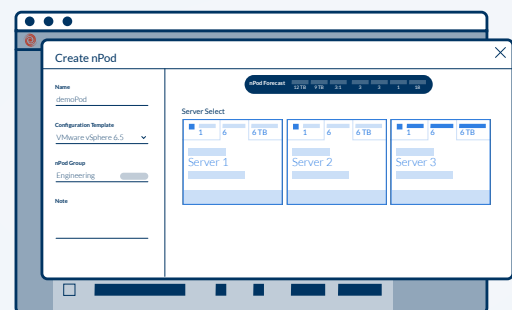 Create nPod
Name
demoPod
Configuration Template
VMware vSphere 6.5
nPod Group
Engineering
Note
nPod Forecast
12 TB 9 TB 3:1 3 3 1 18
Server Select
1 6 6 TB
Server 1
1 6 6 TB
Server 2
1 6 6 TB
Server 3